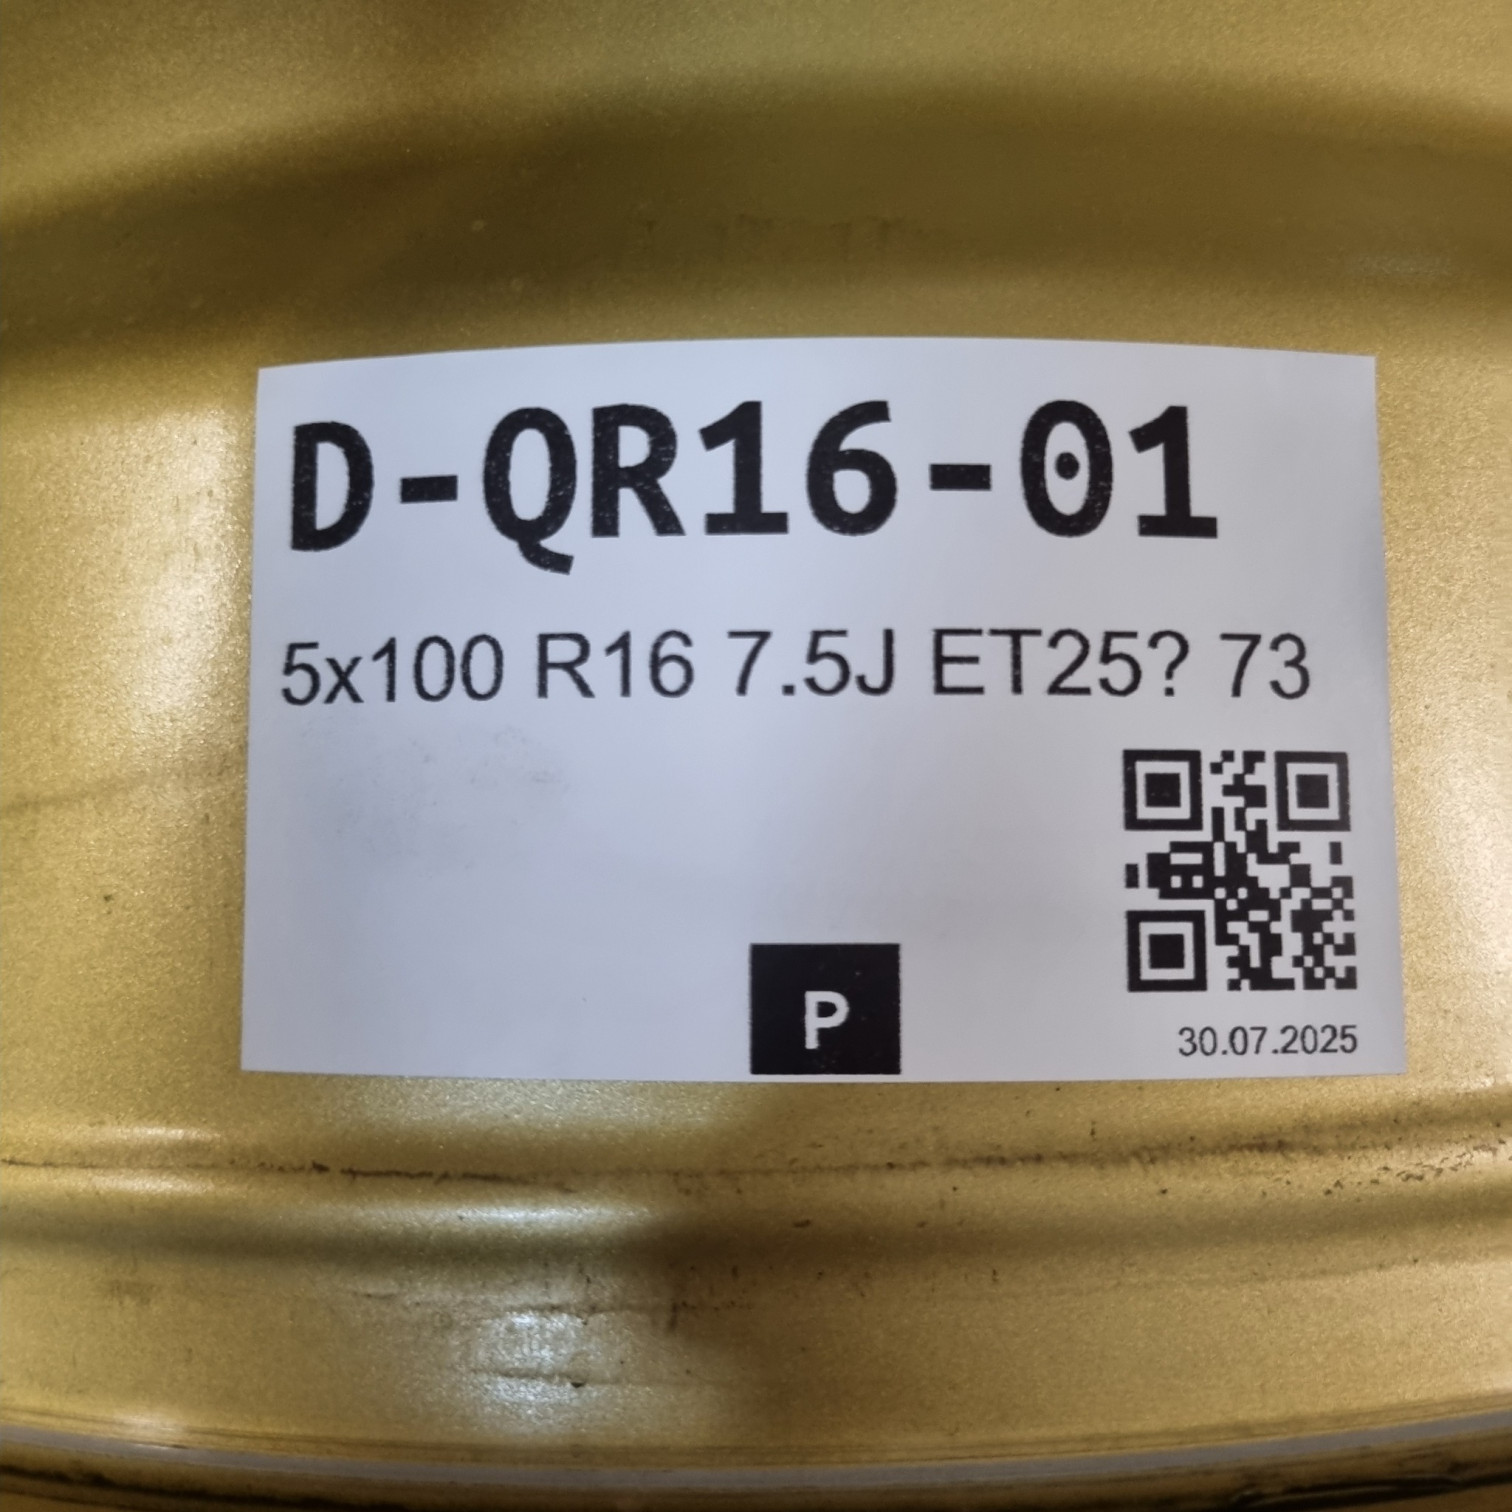 D-QR16-01
5x100 R16 7.5J ET25? 73
P
30.07.2025